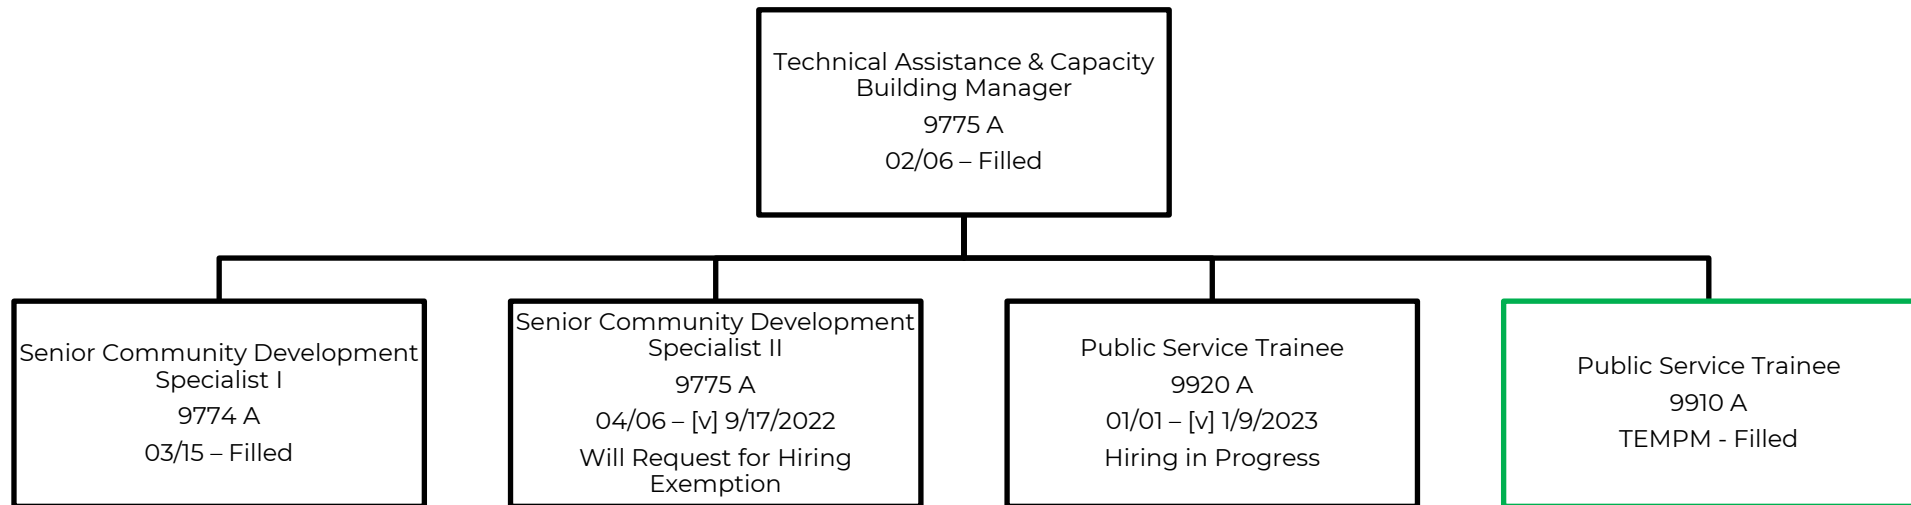 Technical Assistance & Capacity
Building Manager
9775 A
02/06 – Filled
Senior Community Development
Specialist I
9774 A
03/15 – Filled
Senior Community Development
Specialist II
9775 A
04/06 – [v] 9/17/2022
Will Request for Hiring
Exemption
Public Service Trainee
9920 A
01/01 – [v] 1/9/2023
Hiring in Progress
Public Service Trainee
9910 A
TEMPM - Filled